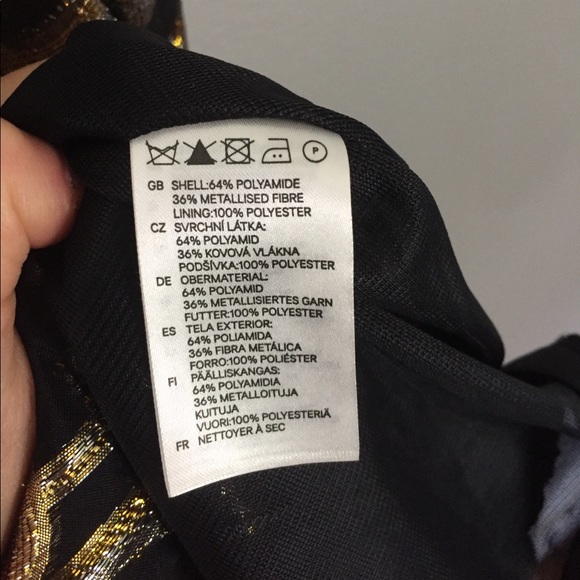 P
GB SHELL:64% POLYAMIDE
36% METALLISED FIBRE
LINING:100% POLYESTER
CZ SVRCHNÍ LÁTKA:
64% POLYAMID
36% KOVOVÁ VLÁKNA
PODŠÍVKA:100% POLYESTER
DE OBERMATERIAL:
64% POLYAMID
36% METALLISIERTES GARN
FUTTER:100% POLYESTER
ES TELA EXTERIOR:
64% POLIAMIDA
36% FIBRA METÁLICA
FORRO:100% POLIÉSTER
FI PÄÄLLISKANGAS:
64% POLYAMIDIA
36% METALLOITUJA
KUITUJA
VUORI:100% POLYESTERIÄ
FR NETTOYER À SEC